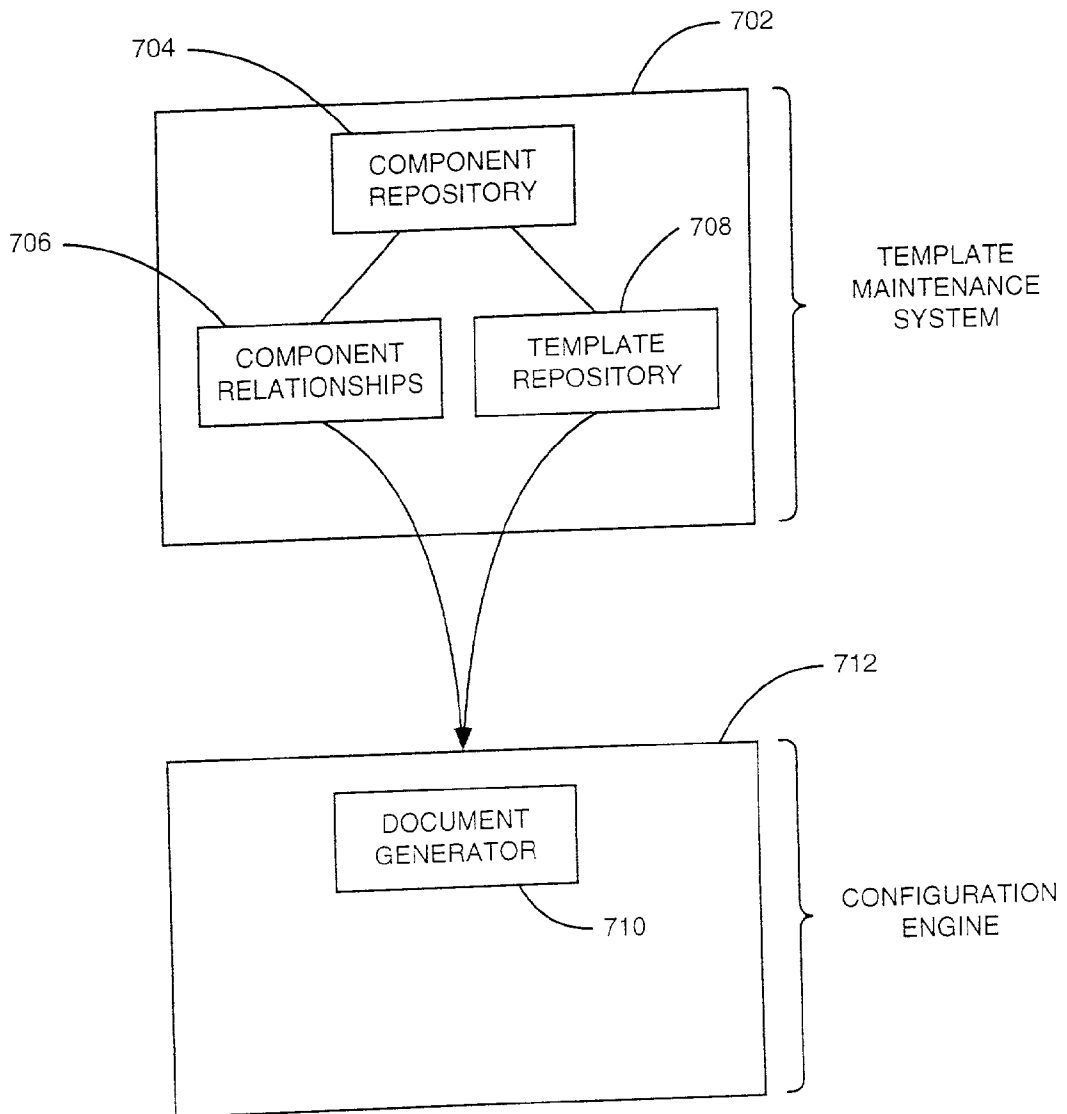 702
704
COMPONENT
REPOSITORY
706
708
TEMPLATE
MAINTENANCE
SYSTEM
COMPONENT
RELATIONSHIPS
TEMPLATE
REPOSITORY
712
DOCUMENT
GENERATOR
710
CONFIGURATION
ENGINE